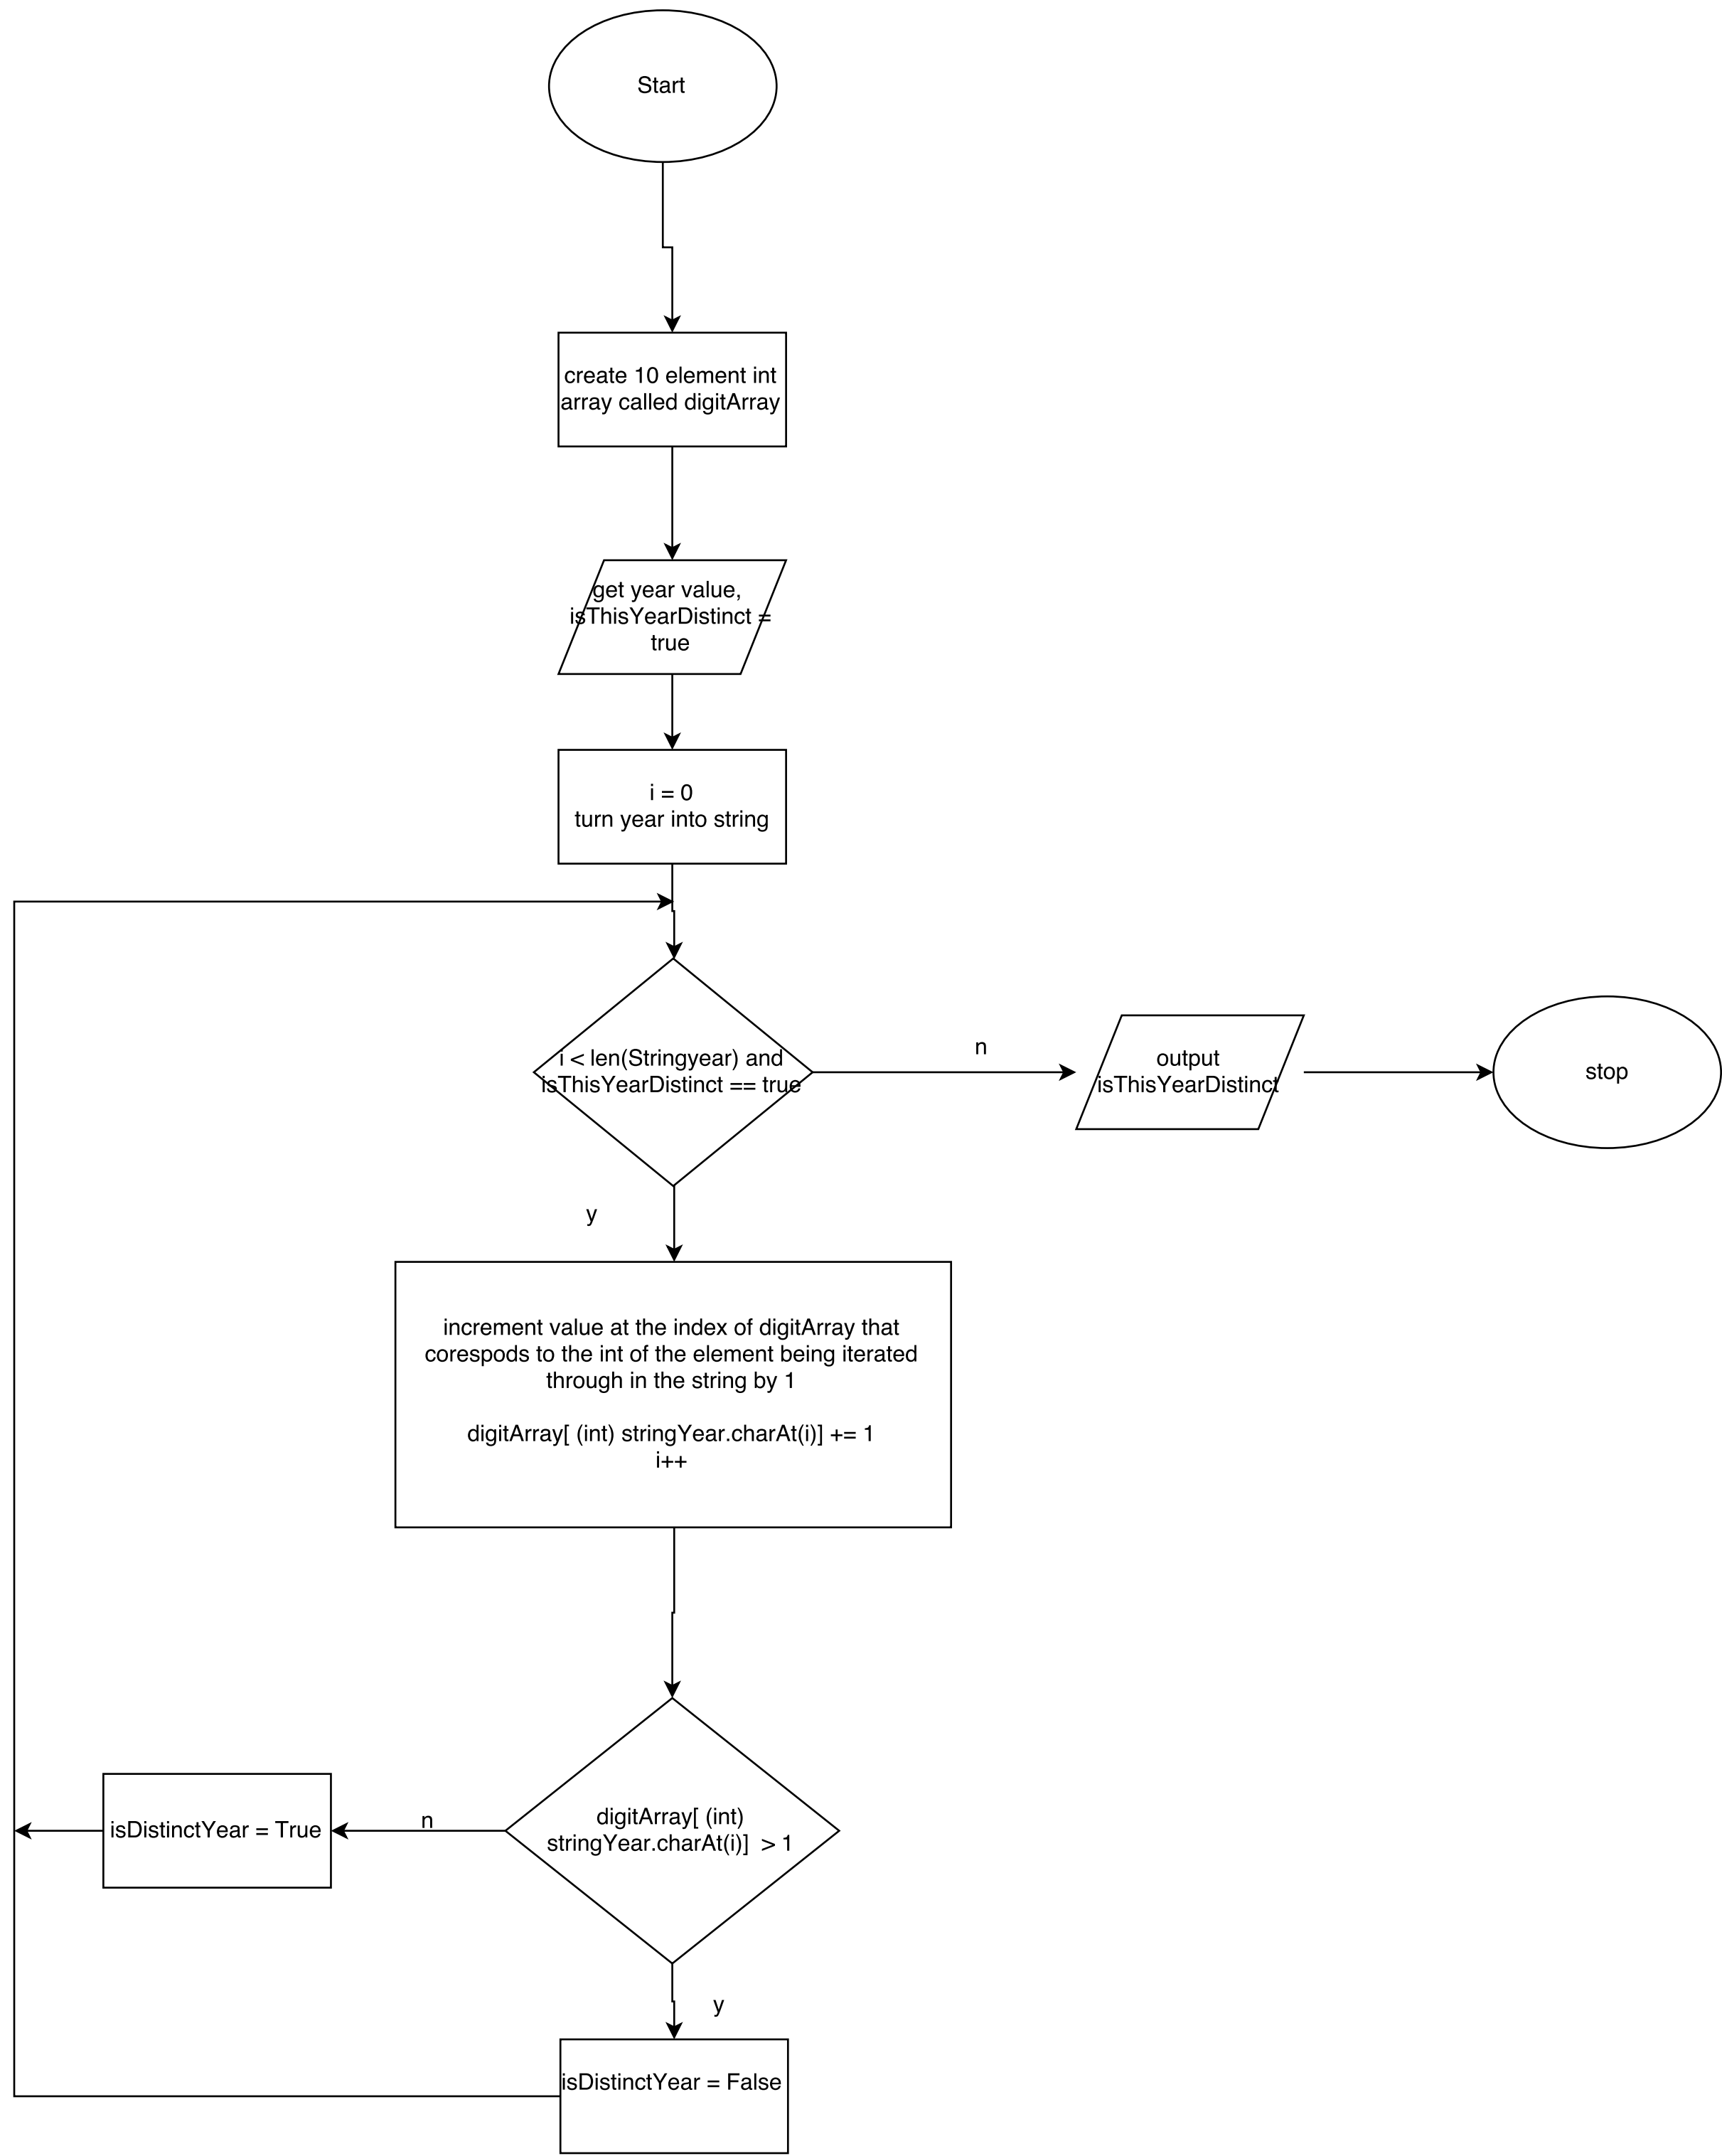 Start
create 10 element int
array called digitArray
get year value,
isThisYearDistinct =
true
i = 0
turn year into string
i < len(Stringyear) and
isThisYearDistinct == true
n
output
isThisYearDistinct
stop
y
increment value at the index of digitArray that
corespods to the int of the element being iterated
through in the string by 1
digitArray[ (int) stringYear.charAt(i)] += 1
i++
digitArray[ (int)
stringYear.charAt(i)]  > 1
n
isDistinctYear = True
y
isDistinctYear = False